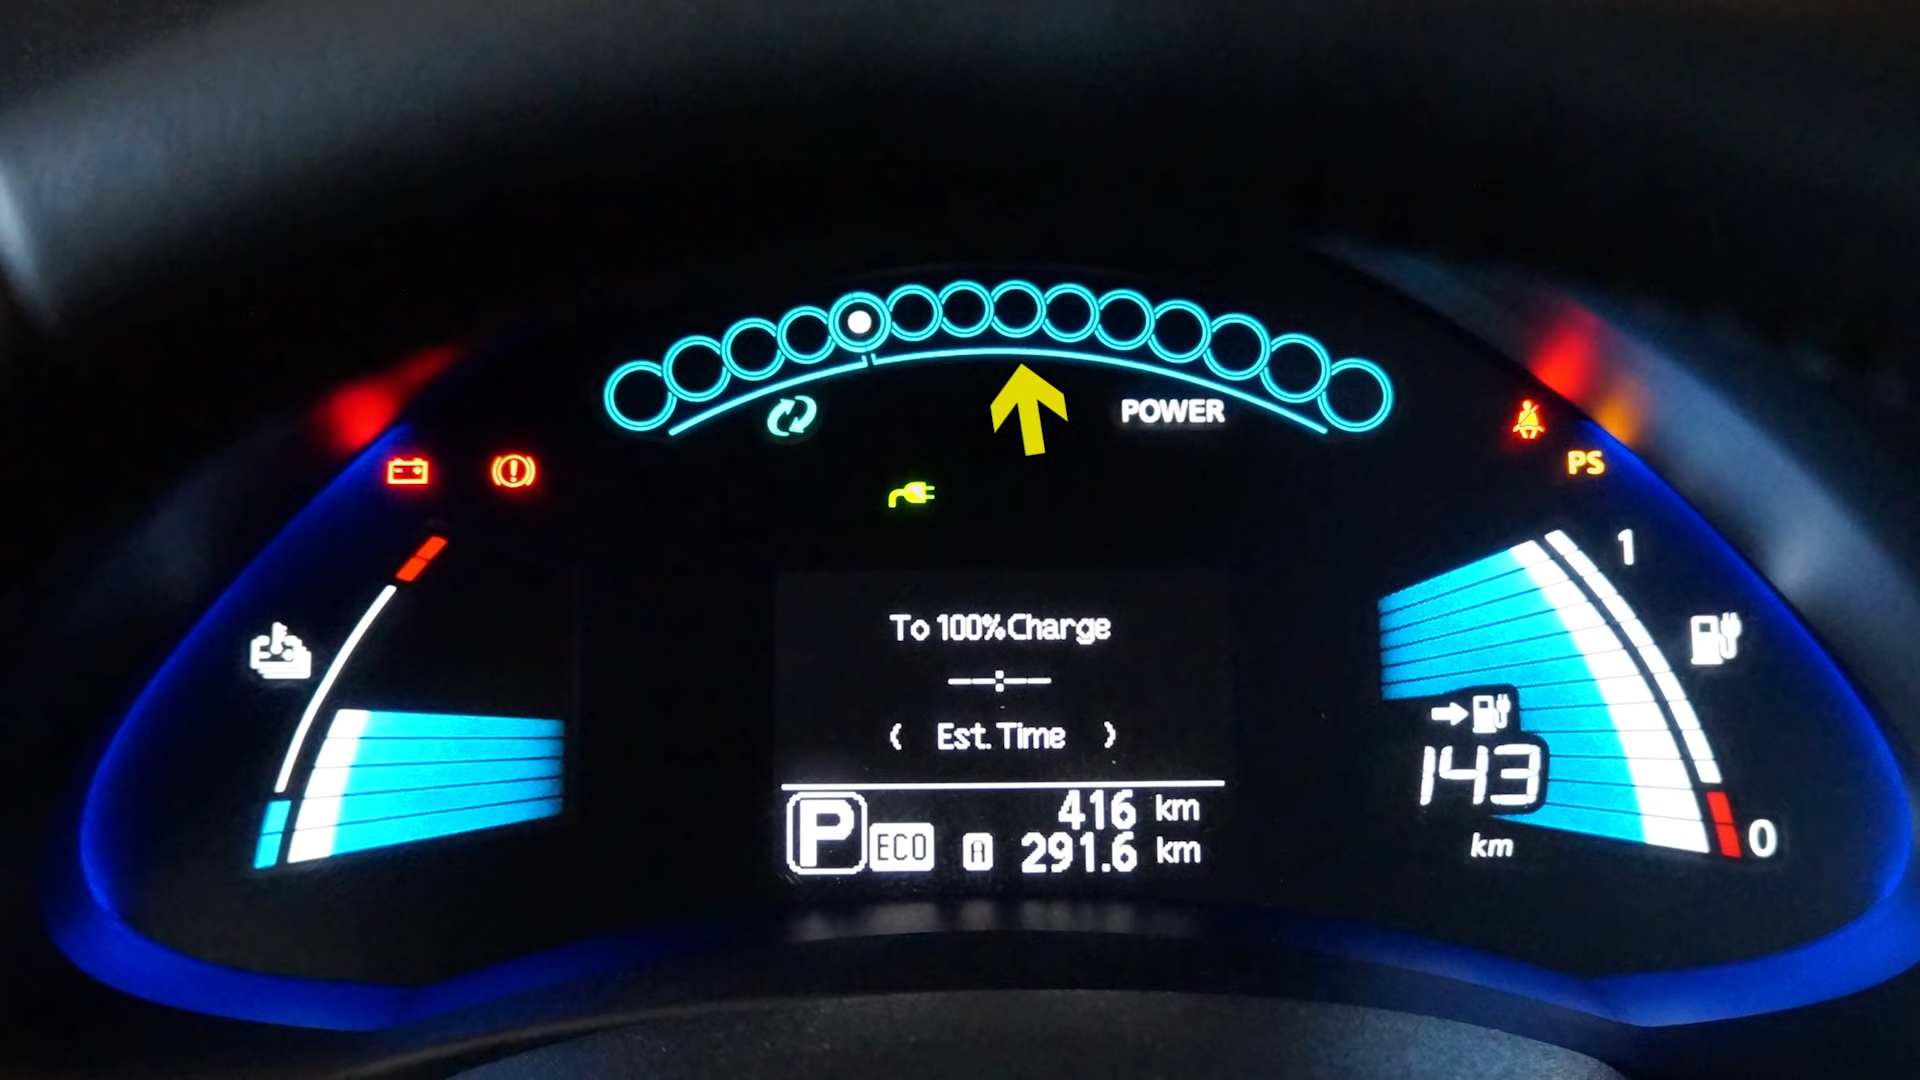 POWER
PS
1
To 100% Charge
--:--
‹ Est. Time ›
143
km
0
P ECO
416 km
A 291.6 km